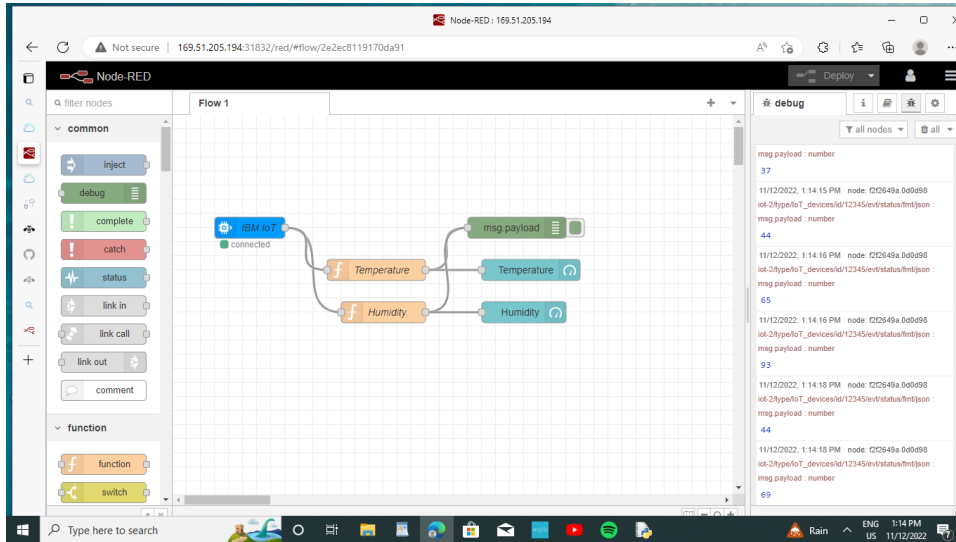 Node-RED : 169.51.205.194
Not secure
169.51.205.194:31832/red/#flow/2e2ec8119170da91
Node-RED
Deploy
filter nodes
Flow 1
debug
i
all nodes
all
common
inject
debug
complete
catch
status
link in
link call
link out
comment
function
function
switch
IBM IoT
connected
Temperature
Humidity
msg.payload
Temperature
Humidity
msg.payload : number
37
11/12/2022, 1:14:15 PM node: f2f2649a.0d0d98
iot-2/type/IoT_devices/id/12345/evt/status/fmt/json :
msg.payload : number
44
11/12/2022, 1:14:16 PM node: f2f2649a.0d0d98
iot-2/type/IoT_devices/id/12345/evt/status/fmt/json :
msg.payload : number
65
11/12/2022, 1:14:16 PM node: f2f2649a.0d0d98
iot-2/type/IoT_devices/id/12345/evt/status/fmt/json :
msg.payload : number
93
11/12/2022, 1:14:18 PM node: f2f2649a.0d0d98
iot-2/type/IoT_devices/id/12345/evt/status/fmt/json :
msg.payload : number
44
11/12/2022, 1:14:18 PM node: f2f2649a.0d0d98
iot-2/type/IoT_devices/id/12345/evt/status/fmt/json :
msg.payload : number
69
Type here to search
Rain
ENG
US
1:14 PM
11/12/2022
7